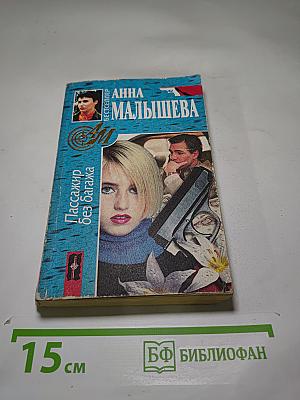 БЕСТСЕЛЛЕР
АННА
МАЛЫШЕВА
Пассажир
без багажа
15 см
БФ БИБЛИОФАН